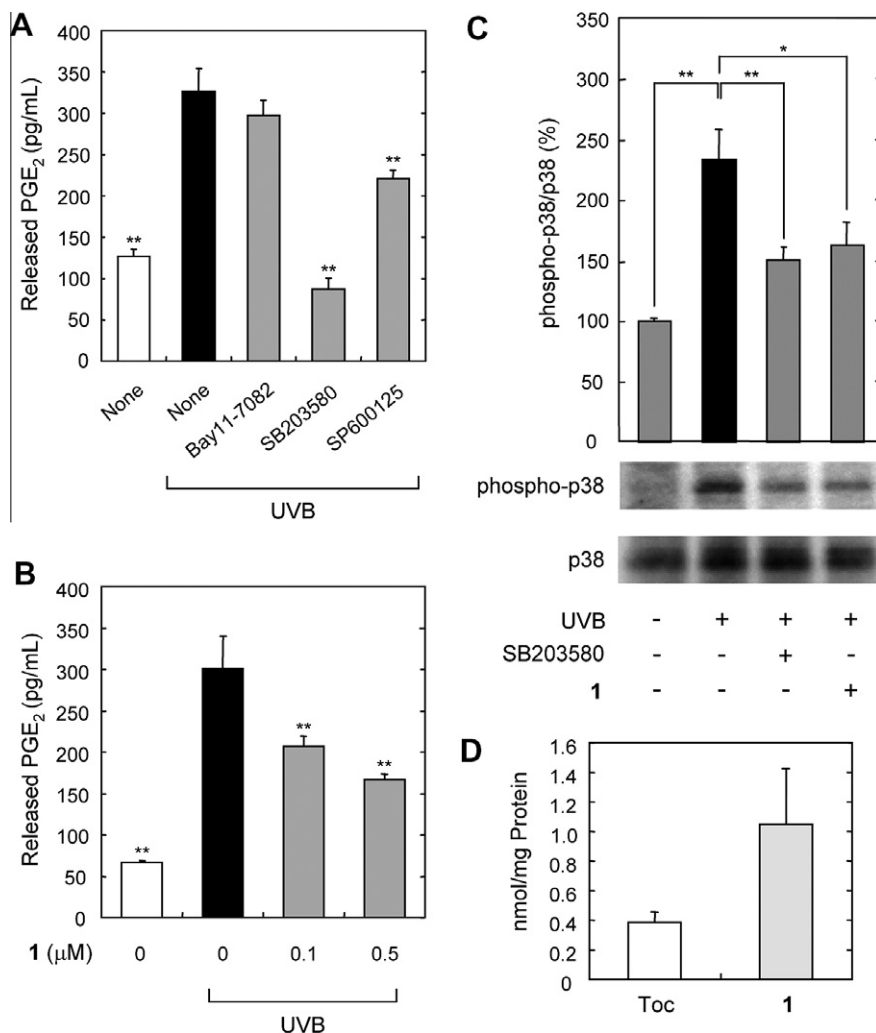 A
Released PGE2 (pg/mL)
400
350
300
250
200
150
100
50
0
**
**
**
None
None
Bay11-7082
SB203580
SP600125
UVB
B
Released PGE2 (pg/mL)
400
350
300
250
200
150
100
50
0
**
**
**
1 (μM) 0 0 0.1 0.5
UVB
C
phospho-p38/p38 (%)
350
300
250
200
150
100
50
0
** ** *
phospho-p38
p38
UVB - + + +
SB203580 - - + -
1 - - - +
D
nmol/mg Protein
1.6
1.4
1.2
1.0
0.8
0.6
0.4
0.2
0
Toc 1